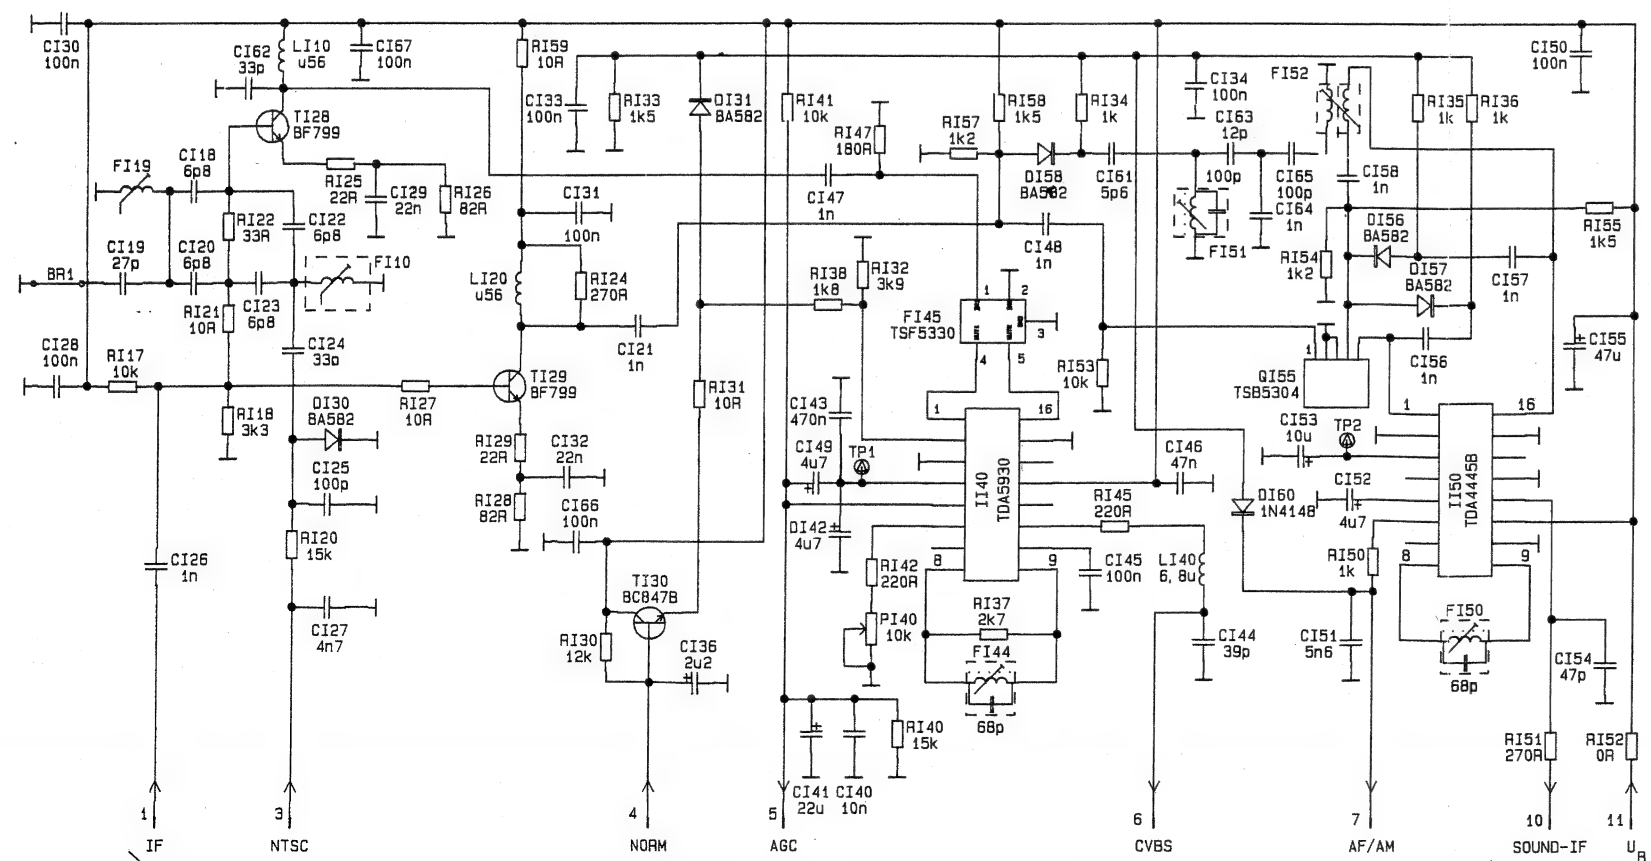 CI30
100n
CI62
33p
LI10
u56
CI67
100n
TI28
BF799
RI59
10R
CI33
100n
RI33
1k5
DI31
BA582
RI41
10k
RI47
180R
CI47
1n
RI57
1k2
RI58
1k5
RI34
1k
DI58
BA582
CI61
5p6
CI34
100n
CI63
12p
100p
CI65
100p
CI64
1n
FI51
FI52
CI58
1n
RI35
1k
RI36
1k
CI50
100n
FI19
CI18
6p8
RI25
22R
CI29
22n
RI26
82R
RI22
33R
CI22
6p8
CI19
27p
CI20
6p8
BR1
FI10
CI23
6p8
RI21
10R
CI24
33p
CI28
100n
RI17
10k
RI18
3k3
DI30
BA582
CI25
100p
RI20
15k
CI26
1n
CI27
4n7
CI31
100n
LI20
u56
RI24
270R
CI21
1n
RI27
10R
TI29
BF799
RI29
22R
CI32
22n
RI28
82R
CI66
100n
TI30
BC847B
RI30
12k
CI36
2u2
RI31
10R
RI38
1k8
RI32
3k9
CI48
1n
1
2
3
4
5
FI45
TSF5330
RI53
10k
CI43
470n
CI49
4u7
TP1
DI42
4u7
1
16
8
9
II40
TDA5930
CI46
47n
RI45
220R
CI45
100n
LI40
6,8u
CI44
39p
RI42
220R
PI40
10k
RI37
2k7
FI44
68p
RI40
15k
CI41
22u
CI40
10n
RI54
1k2
DI56
BA582
DI57
BA582
CI57
1n
RI55
1k5
CI55
47u
1
QI55
TSB5304
CI56
1n
CI53
10u
TP2
CI52
4u7
DI60
1N4148
RI50
1k
CI51
5n6
1
16
8
9
II50
TDA4445B
FI50
68p
CI54
47p
RI51
270R
RI52
0R
1
IF
3
NTSC
4
NORM
5
AGC
6
CVBS
7
AF/AM
10
SOUND-IF
11
UB